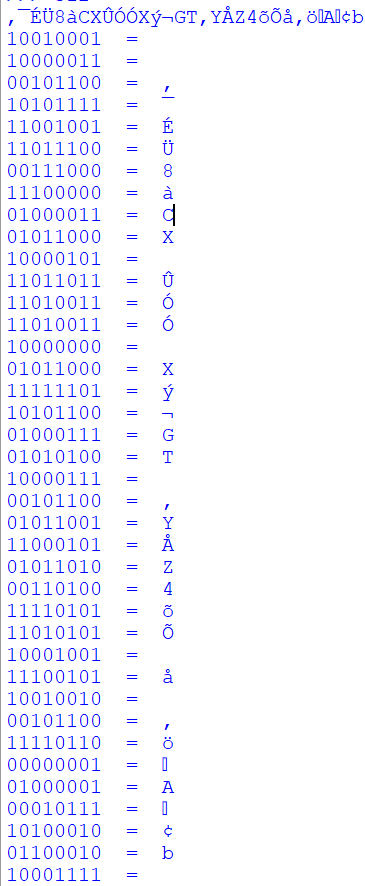 ,¯ÉÜ8àCXÛÓÓXý¬GT,YÅZ4õÕå,ö▯A▯¢b
10010001 =
10000011 =
00101100 = ,
10101111 = ¯
11001001 = É
11011100 = Ü
00111000 = 8
11100000 = à
01000011 = C
01011000 = X
10000101 =
11011011 = Û
11010011 = Ó
11010011 = Ó
10000000 =
01011000 = X
11111101 = ý
10101100 = ¬
01000111 = G
01010100 = T
10000111 =
00101100 = ,
01011001 = Y
11000101 = Å
01011010 = Z
00110100 = 4
11110101 = õ
11010101 = Õ
10001001 =
11100101 = å
10010010 =
00101100 = ,
11110110 = ö
00000001 = ▯
01000001 = A
00010111 = ▯
10100010 = ¢
01100010 = b
10001111 =